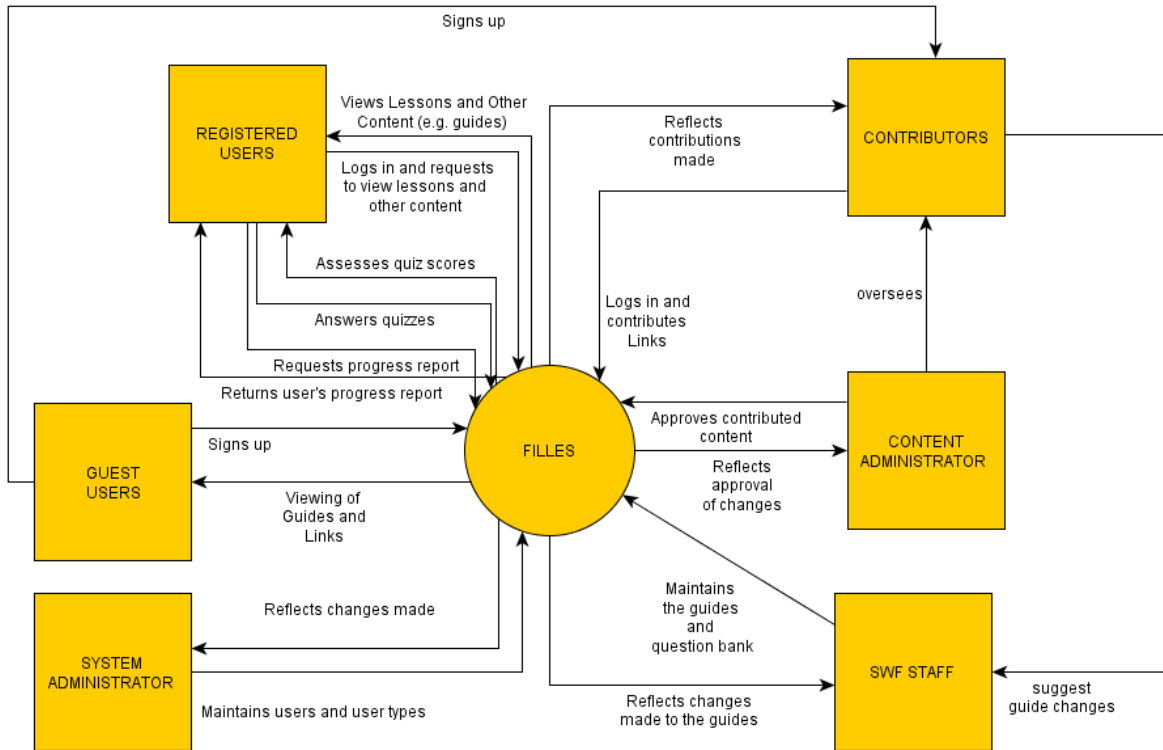 Signs up
REGISTERED
USERS
Views Lessons and Other
Content (e.g. guides)
Logs in and requests
to view lessons and
other content
Reflects
contributions
made
CONTRIBUTORS
Assesses quiz scores
Answers quizzes
Requests progress report
Returns user's progress report
Logs in and
contributes
Links
oversees
GUEST
USERS
Signs up
Viewing of
Guides and
Links
FILLES
Approves contributed
content
Reflects
approval
of changes
CONTENT
ADMINISTRATOR
SYSTEM
ADMINISTRATOR
Reflects changes made
Maintains users and user types
Maintains
the guides
and
question bank
Reflects changes
made to the guides
SWF STAFF
suggest
guide changes